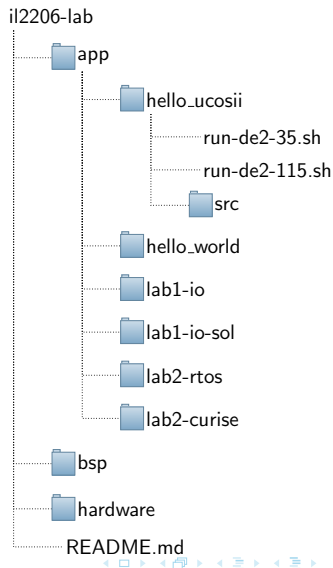 il2206-lab
app
hello_ucosii
run-de2-35.sh
run-de2-115.sh
src
hello_world
lab1-io
lab1-io-sol
lab2-rtos
lab2-curise
bsp
hardware
README.md